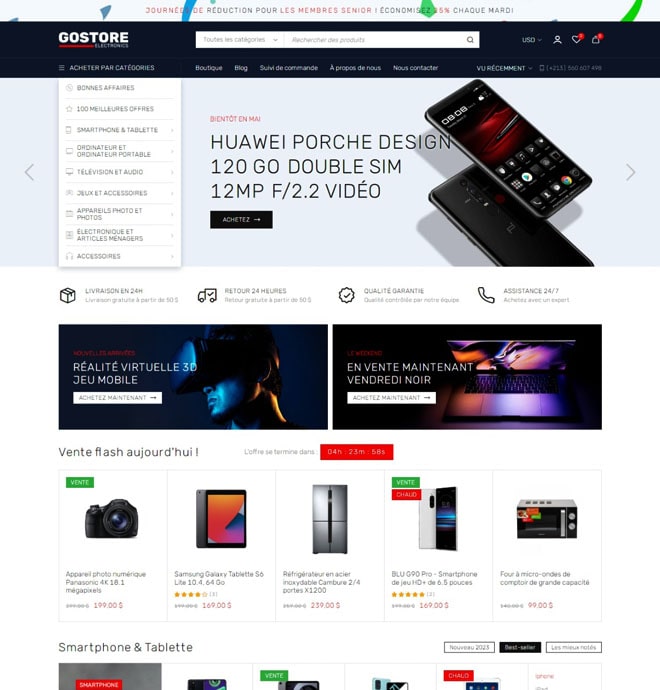 JOURNÉE DE RÉDUCTION POUR LES MEMBRES SENIOR ! ÉCONOMISEZ 35% CHAQUE MARDI
GOSTORE
ELECTRONICS
Toutes les catégories
Rechercher des produits
USD
ACHETER PAR CATÉGORIES
Boutique
Blog
Suivi de commande
À propos de nous
Nous contacter
VU RÉCEMMENT
(+213) 560 607 498
BONNES AFFAIRES
100 MEILLEURES OFFRES
SMARTPHONE & TABLETTE
ORDINATEUR ET
ORDINATEUR PORTABLE
TÉLÉVISION ET AUDIO
JEUX ET ACCESSOIRES
APPAREILS PHOTO ET
PHOTOS
ÉLECTRONIQUE ET
ARTICLES MÉNAGERS
ACCESSOIRES
BIENTÔT EN MAI
HUAWEI PORCHE DESIGN
120 GO DOUBLE SIM
12MP F/2.2 VIDÉO
ACHETEZ
08:08
LIVRAISON EN 24H
Livraison gratuite à partir de 50 $
RETOUR 24 HEURES
Retour gratuite à partir de 50 $
QUALITÉ GARANTIE
Qualité contrôllée par notre équipe
ASSISTANCE 24/7
Achetez avec un expert
NOUVELLES ARRIVÉES
RÉALITÉ VIRTUELLE 3D
JEU MOBILE
ACHETEZ MAINTENANT
LE WEEKEND
EN VENTE MAINTENANT
VENDREDI NOIR
ACHETEZ MAINTENANT
Vente flash aujourd'hui !
L'offre se termine dans :
04h : 23m : 58s
VENTE
Appareil photo numérique
Panasonic 4K 18.1
mégapixels
199,00 $
Samsung Galaxy Tablette S6
Lite 10.4, 64 Go
(3)
199,00 $ 169,00 $
Réfrigérateur en acier
inoxydable Cambure 2/4
portes X1200
239,00 $
VENTE
CHAUD
BLU G90 Pro - Smartphone
de jeu HD+ de 6.5 pouces
199,00 $ 169,00 $
Four à micro-ondes de
comptoir de grande capacité
99,00 $
Smartphone & Tablette
Nouveau 2023
Best-seller
Les mieux notés
SMARTPHONE
VENTE
CHAUD
Iphone